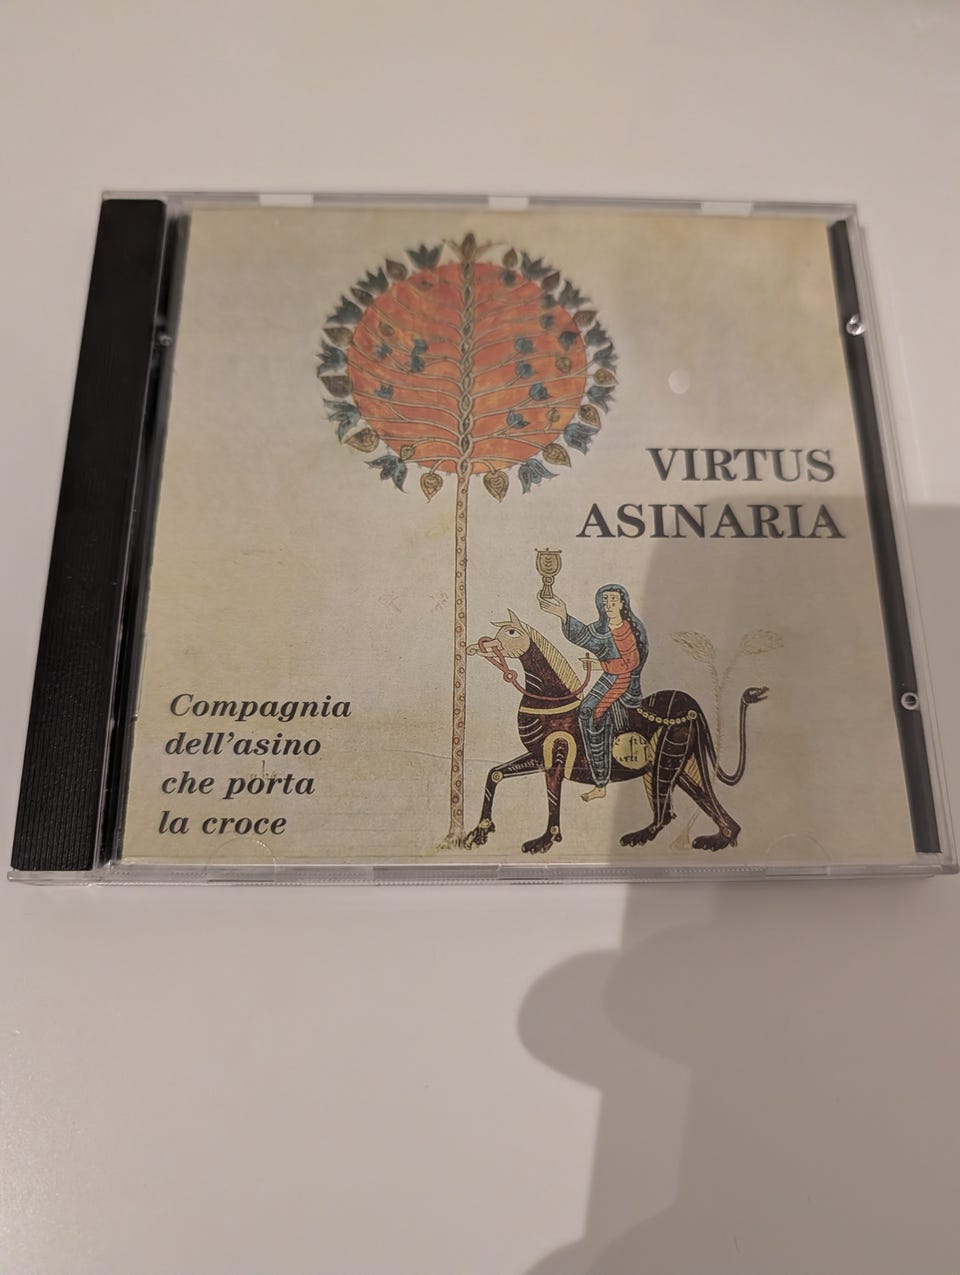 VIRTUS
ASINARIA
Compagnia
dell'asino
che porta
la croce